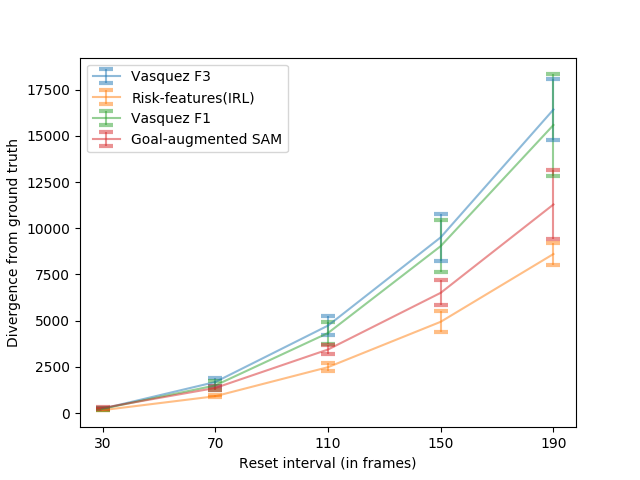 Vasquez F3
Risk-features(IRL)
Vasquez F1
Goal-augmented SAM
17500
15000
12500
10000
7500
5000
2500
0
Divergence from ground truth
30 70 110 150 190
Reset interval (in frames)